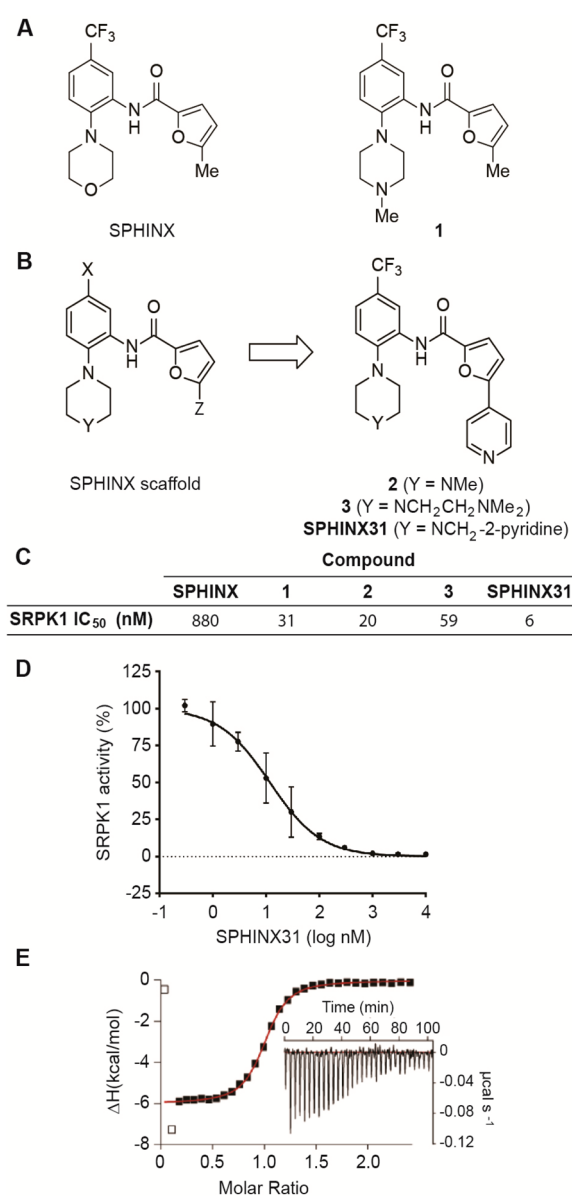 A
CF3
O
N
H
O
N
O
Me
SPHINX
CF3
O
N
H
O
N
N
Me
Me
1
B
X
O
N
H
O
N
Y
Z
SPHINX scaffold
CF3
O
N
H
O
N
Y
N
2 (Y = NMe)
3 (Y = NCH2CH2NMe2)
SPHINX31 (Y = NCH2-2-pyridine)
C
Compound
SPHINX 1 2 3 SPHINX31
SRPK1 IC50 (nM) 880 31 20 59 6
D
SRPK1 activity (%)
125
100
75
50
25
0
-25
-1 0 1 2 3 4
SPHINX31 (log nM)
E
ΔH(kcal/mol)
0
-2
-4
-6
-8
0 0.5 1.0 1.5 2.0
Molar Ratio
Time (min)
0 20 40 60 80 100
0
-0.04
-0.08
-0.12
µcal s-1